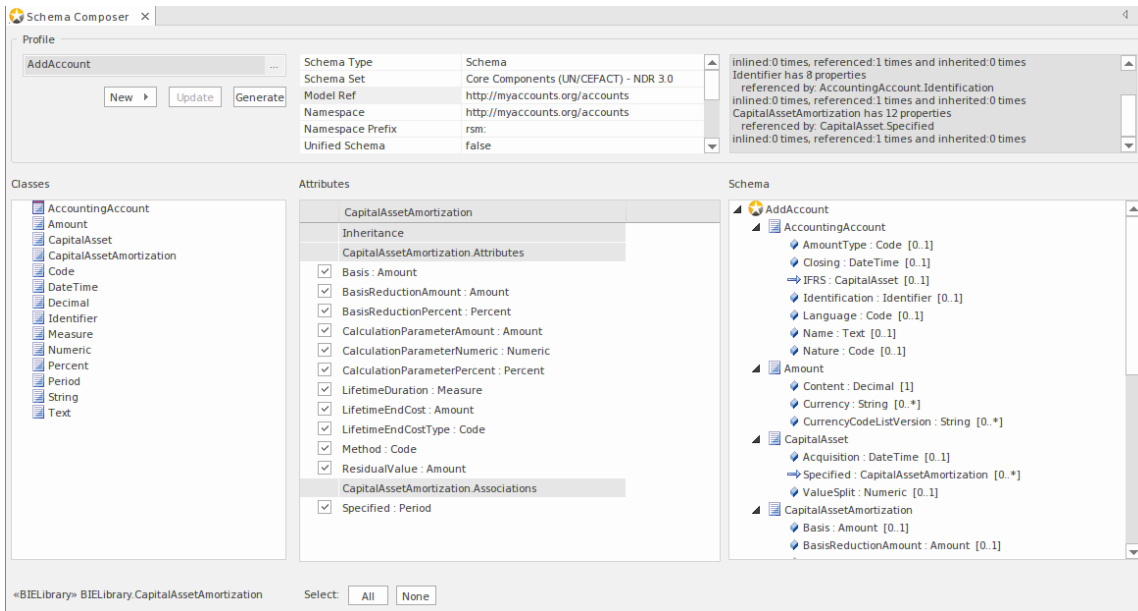 Schema Composer
Profile
AddAccount
...
New
Update
Generate
Schema Type Schema
Schema Set Core Components (UN/CEFACT) - NDR 3.0
Model Ref http://myaccounts.org/accounts
Namespace http://myaccounts.org/accounts
Namespace Prefix rsm:
Unified Schema false
inlined:0 times, referenced:1 times and inherited:0 times
Identifier has 8 properties
referenced by: AccountingAccount.Identification
inlined:0 times, referenced:1 times and inherited:0 times
CapitalAssetAmortization has 12 properties
referenced by: CapitalAsset.Specified
inlined:0 times, referenced:1 times and inherited:0 times
Classes
AccountingAccount
Amount
CapitalAsset
CapitalAssetAmortization
Code
DateTime
Decimal
Identifier
Measure
Numeric
Percent
Period
String
Text
Attributes
CapitalAssetAmortization
Inheritance
CapitalAssetAmortization.Attributes
Basis : Amount
BasisReductionAmount : Amount
BasisReductionPercent : Percent
CalculationParameterAmount : Amount
CalculationParameterNumeric : Numeric
CalculationParameterPercent : Percent
LifetimeDuration : Measure
LifetimeEndCost : Amount
LifetimeEndCostType : Code
Method : Code
ResidualValue : Amount
CapitalAssetAmortization.Associations
Specified : Period
Schema
AddAccount
AccountingAccount
AmountType : Code [0..1]
Closing : DateTime [0..1]
IFRS : CapitalAsset [0..1]
Identification : Identifier [0..1]
Language : Code [0..1]
Name : Text [0..1]
Nature : Code [0..1]
Amount
Content : Decimal [1]
Currency : String [0..*]
CurrencyCodeListVersion : String [0..*]
CapitalAsset
Acquisition : DateTime [0..1]
Specified : CapitalAssetAmortization [0..*]
ValueSplit : Numeric [0..1]
CapitalAssetAmortization
Basis : Amount [0..1]
BasisReductionAmount : Amount [0..1]
«BIELibrary» BIELibrary.CapitalAssetAmortization
Select: All None